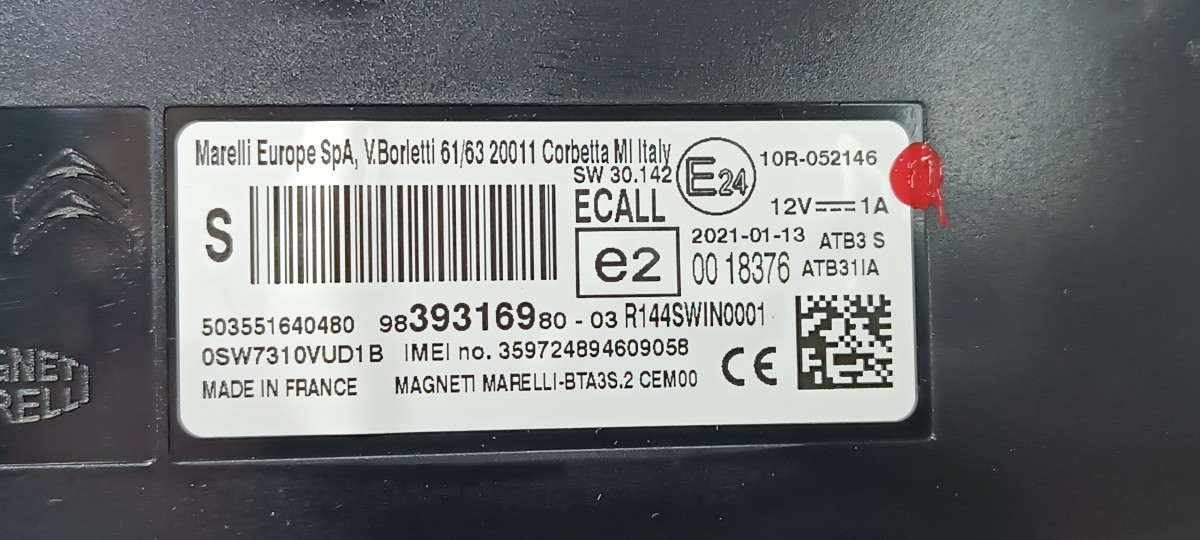 Marelli Europe SpA, V.Borletti 61/63 20011 Corbetta MI Italy
SW 30.142
E24
10R-052146
12V 1A
S
ECALL
e2
2021-01-13 ATB3 S
00 18376 ATB31IA
503551640480 9839316980 - 03 R144SWIN0001
0SW7310VUD1B IMEI no. 359724894609058
MADE IN FRANCE MAGNETI MARELLI-BTA3S.2 CEM00
CE